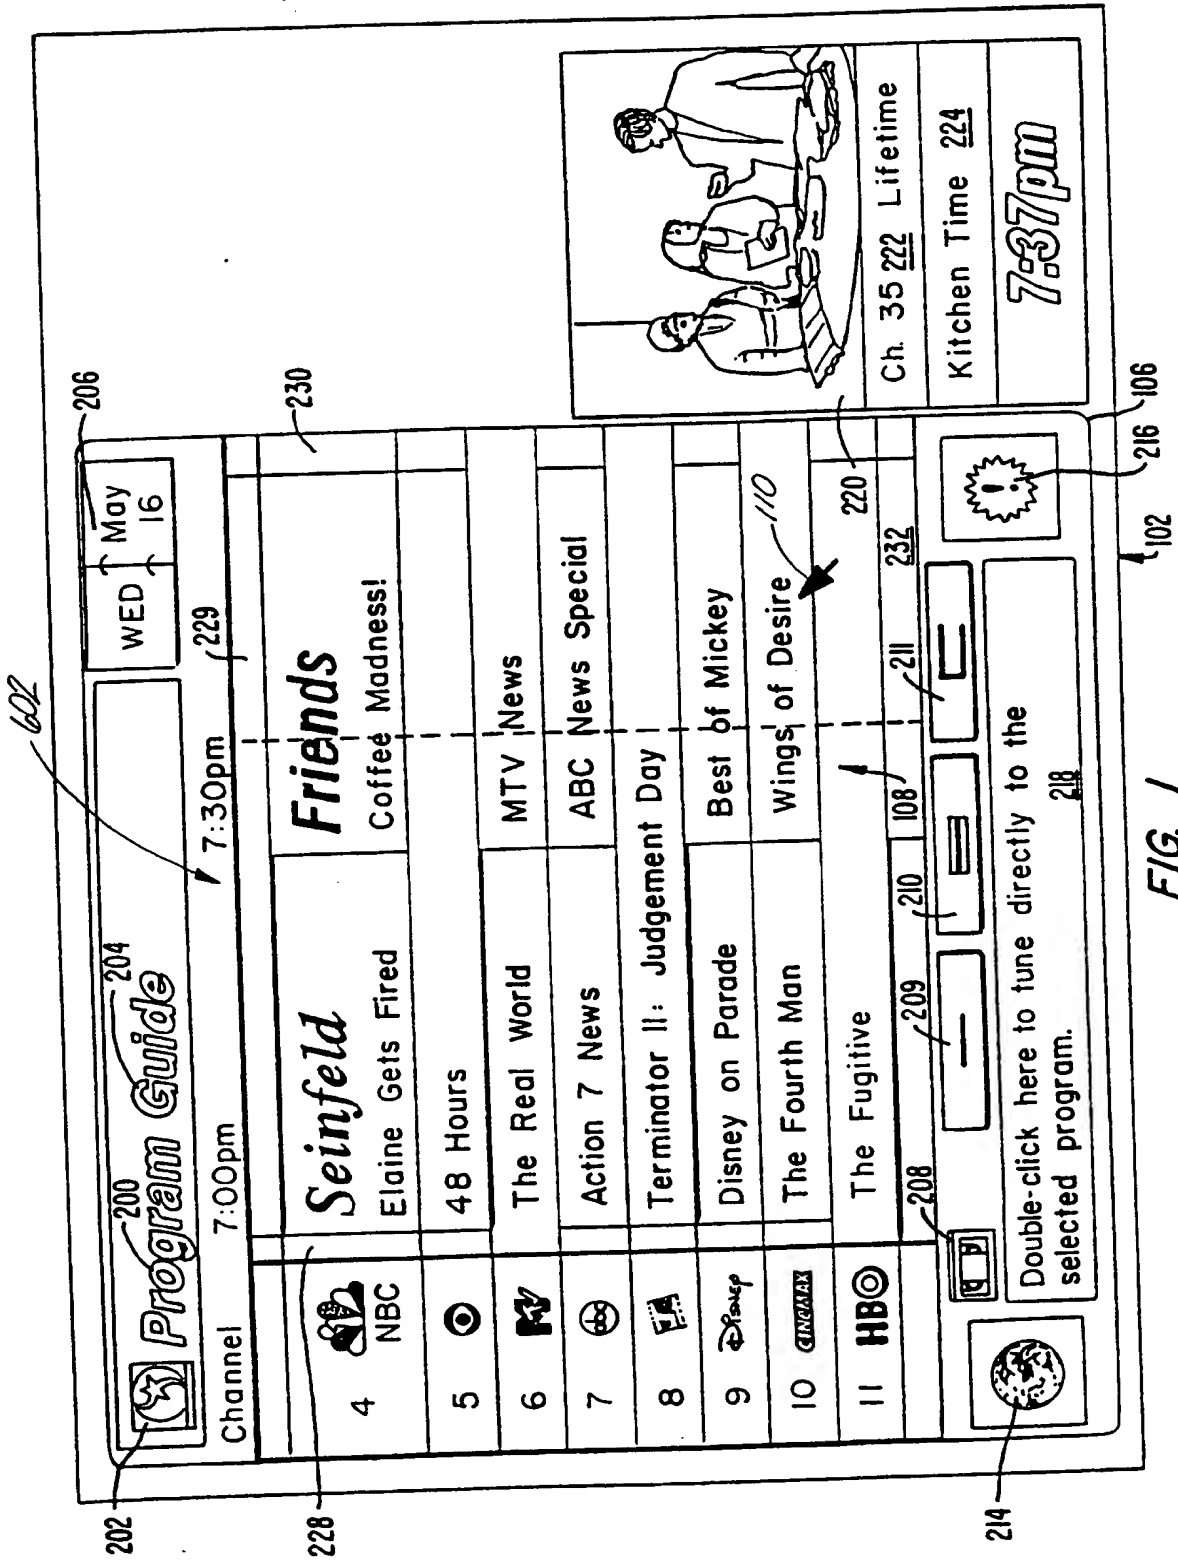 602
206
200
204
202
Program Guide
WED May
16
229
Channel 7:00pm 7:30pm
228
230
4 NBC Seinfeld Friends
Elaine Gets Fired Coffee Madness!
5 48 Hours
6 MTV The Real World MTV News
7 abc Action 7 News ABC News Special
8 Terminator II: Judgement Day
9 Disney Disney on Parade Best of Mickey
10 CINEMAX The Fourth Man Wings of Desire
110
11 HBO The Fugitive
220
208
209
210
108
211
232
Double-click here to tune directly to the
selected program. 218
214
216
106
102
Ch. 35 222 Lifetime
Kitchen Time 224
7:37pm
FIG. 1